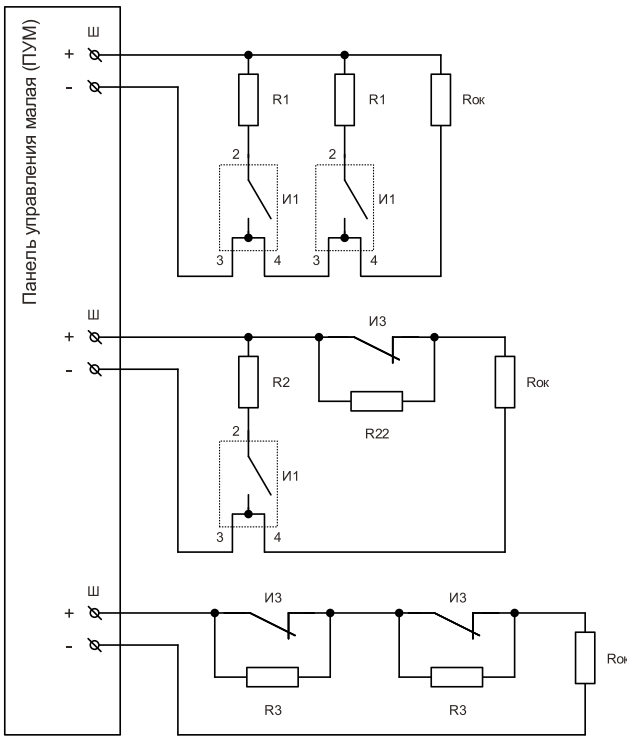 Панель управления малая (ПУМ)
Ш
+
-
R1
R1
Rок
2
2
И1
И1
3
4
3
4
Ш
+
-
И3
R2
Rок
R22
2
И1
3
4
Ш
+
-
И3
И3
Rок
R3
R3